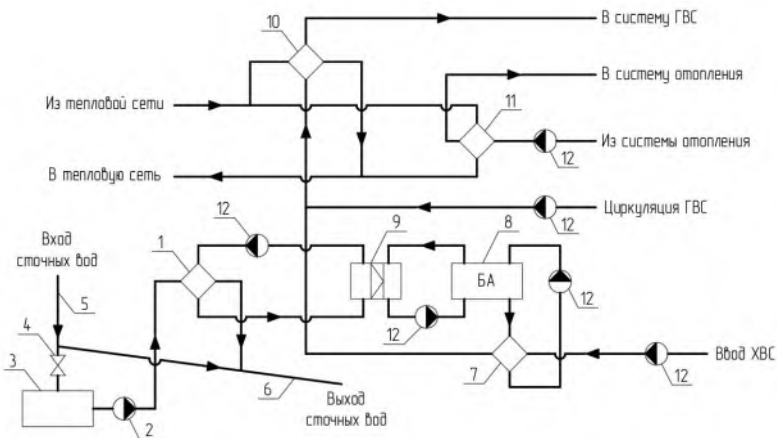 В систему ГВС
10
В систему отопления
Из тепловой сети
11
Из системы отопления
12
В тепловую сеть
Циркуляция ГВС
12
12
9
8
Вход
сточных вод
1
БА
5
12
12
4
Ввод ХВС
3
7
12
6
Выход
сточных вод
2